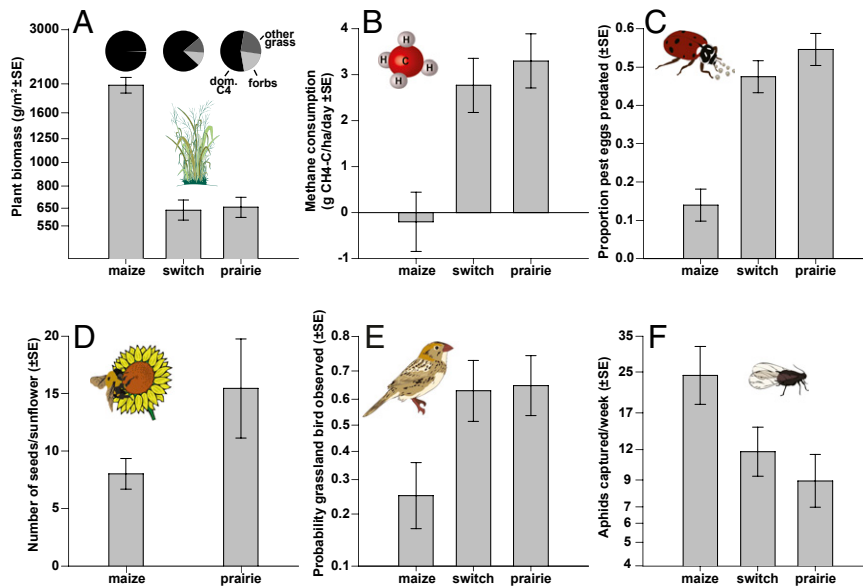 A
Plant biomass (g/m² ±SE)
3000
2100
1600
1250
1000
800
650
550
other
grass
dom.
C4
forbs
maize switch prairie
B
Methane consumption
(g CH4-C/ha/day ±SE)
4
3
2
1
0
-1
H
H
C
H
H
maize switch prairie
C
Proportion pest eggs predated (±SE)
0.6
0.5
0.4
0.3
0.2
0.1
0.0
maize switch prairie
D
Number of seeds/sunflower (±SE)
20
15
10
5
0
maize prairie
E
Probability grassland bird observed (±SE)
0.8
0.7
0.6
0.5
0.4
0.3
0.2
0.1
maize switch prairie
F
Aphids captured/week (±SE)
35
25
17
12
9
7
6
5
4
maize switch prairie